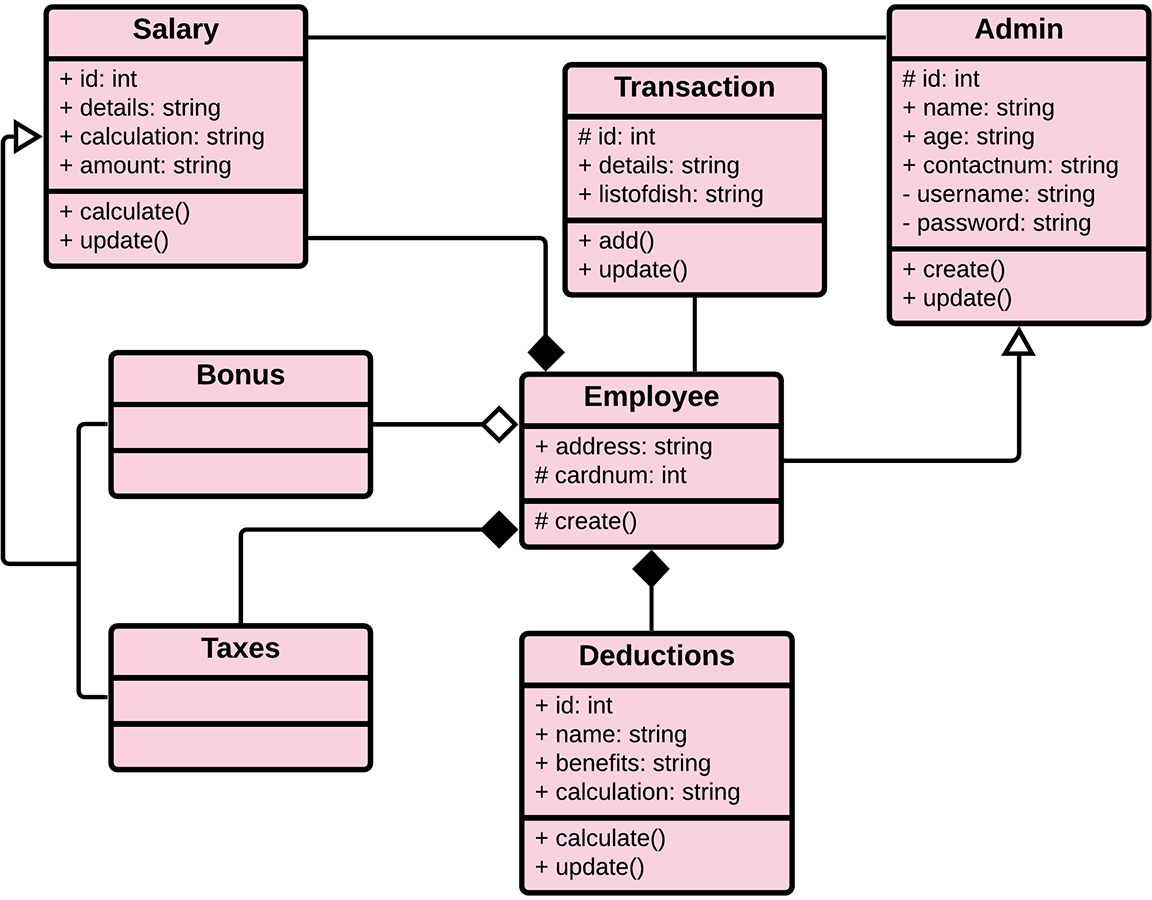 Salary
+ id: int
+ details: string
+ calculation: string
+ amount: string
+ calculate()
+ update()
Transaction
# id: int
+ details: string
+ listofdish: string
+ add()
+ update()
Admin
# id: int
+ name: string
+ age: string
+ contactnum: string
- username: string
- password: string
+ create()
+ update()
Bonus
Employee
+ address: string
# cardnum: int
# create()
Taxes
Deductions
+ id: int
+ name: string
+ benefits: string
+ calculation: string
+ calculate()
+ update()